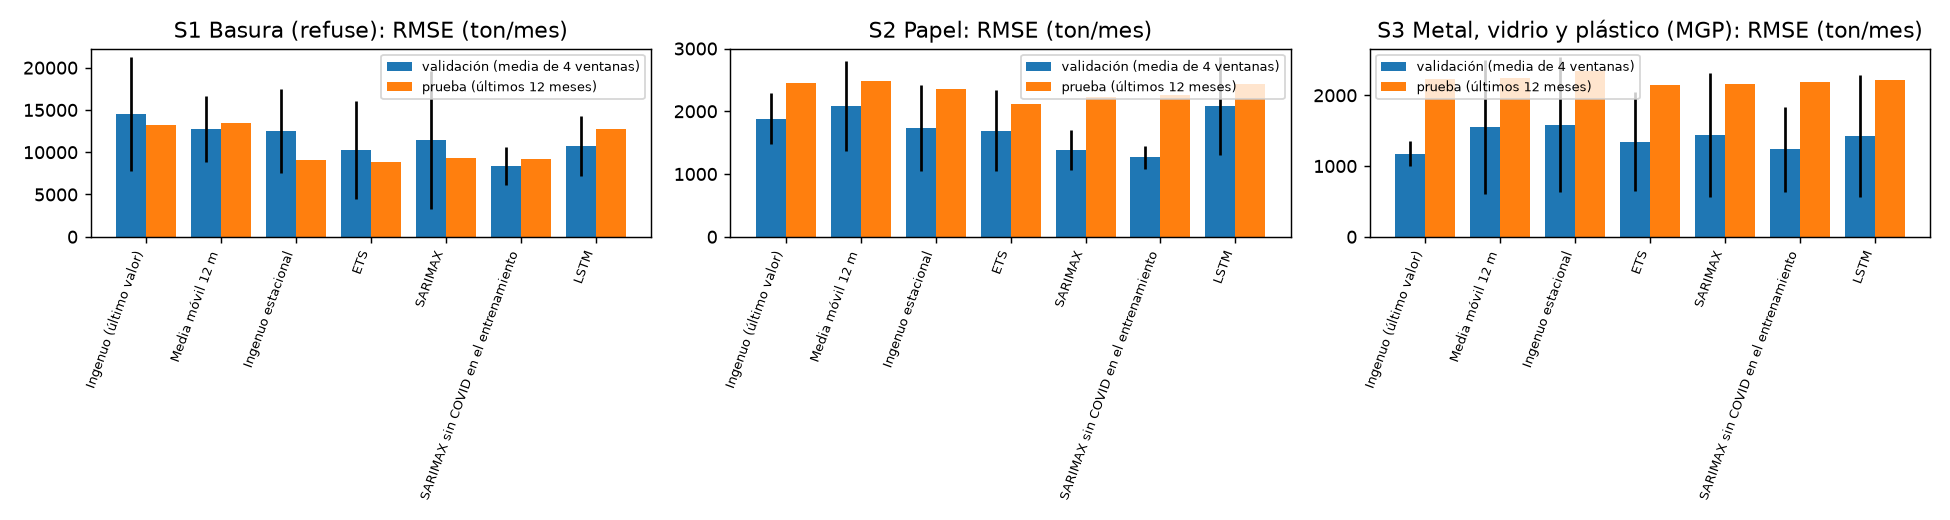 S1 Basura (refuse): RMSE (ton/mes)
20000
15000
10000
5000
0
validación (media de 4 ventanas)
prueba (últimos 12 meses)
Ingenuo (último valor)
Media móvil 12 m
Ingenuo estacional
ETS
SARIMAX
SARIMAX sin COVID en el entrenamiento
LSTM
S2 Papel: RMSE (ton/mes)
3000
2000
1000
0
validación (media de 4 ventanas)
prueba (últimos 12 meses)
Ingenuo (último valor)
Media móvil 12 m
Ingenuo estacional
ETS
SARIMAX
SARIMAX sin COVID en el entrenamiento
LSTM
S3 Metal, vidrio y plástico (MGP): RMSE (ton/mes)
2000
1000
0
validación (media de 4 ventanas)
prueba (últimos 12 meses)
Ingenuo (último valor)
Media móvil 12 m
Ingenuo estacional
ETS
SARIMAX
SARIMAX sin COVID en el entrenamiento
LSTM